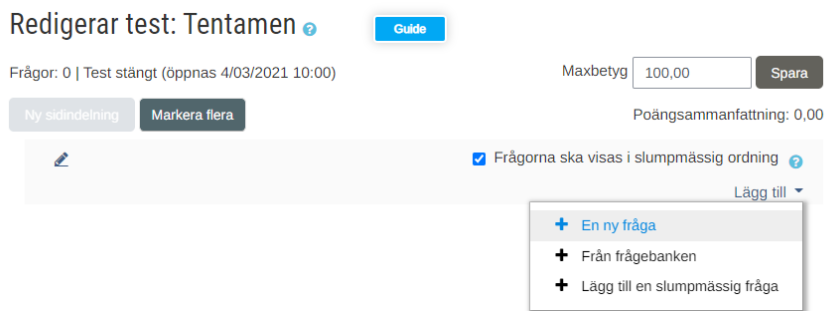 Redigerar test: Tentamen ?
Guide
Frågor: 0 | Test stängt (öppnas 4/03/2021 10:00)
Maxbetyg 100,00 Spara
Ny sidindelning Markera flera
Poängsammanfattning: 0,00
Frågorna ska visas i slumpmässig ordning ?
Lägg till
+ En ny fråga
+ Från frågebanken
+ Lägg till en slumpmässig fråga